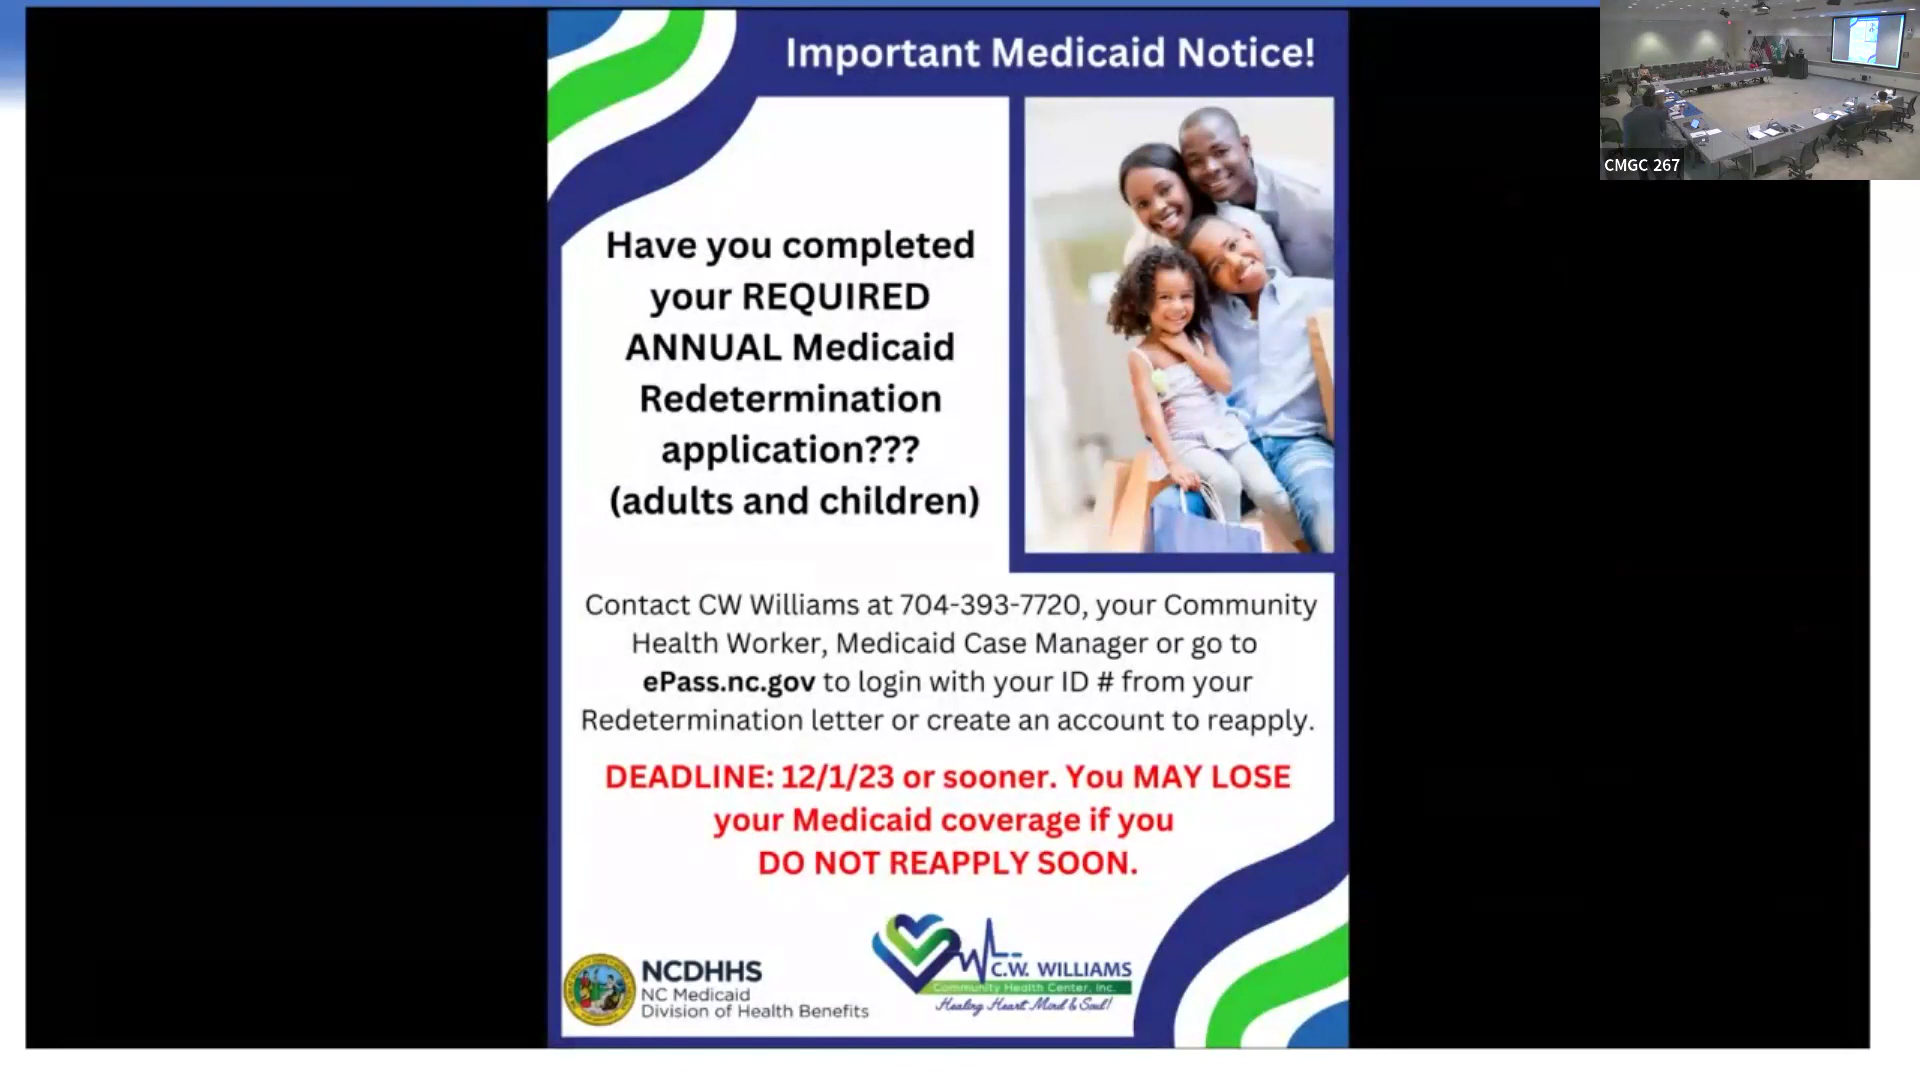 Important Medicaid Notice!
CMGC 267
Have you completed
your REQUIRED
ANNUAL Medicaid
Redetermination
application???
(adults and children)
Contact CW Williams at 704-393-7720, your Community
Health Worker, Medicaid Case Manager or go to
ePass.nc.gov to login with your ID # from your
Redetermination letter or create an account to reapply.
DEADLINE: 12/1/23 or sooner. You MAY LOSE
your Medicaid coverage if you
DO NOT REAPPLY SOON.
NCDHHS
NC Medicaid
Division of Health Benefits
C.W. WILLIAMS
Community Health Center, Inc.
Healing Heart Mind & Soul!